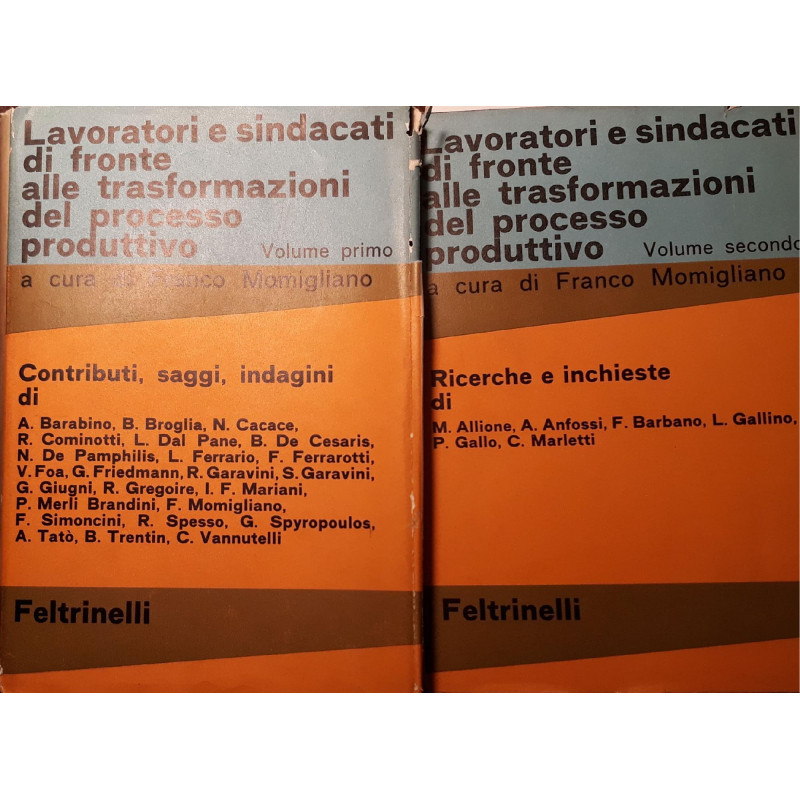 Lavoratori e sindacati
di fronte
alle trasformazioni
del processo
produttivo Volume primo
a cura di Franco Momigliano
Contributi, saggi, indagini
di
A. Barabino, B. Broglia, N. Cacace,
R. Cominotti, L. Dal Pane, B. De Cesaris,
N. De Pamphilis, L. Ferrario, F. Ferrarotti,
V. Foa, G. Friedmann, R. Garavini, S. Garavini,
G. Giugni, R. Gregoire, I. F. Mariani,
P. Merli Brandini, F. Momigliano,
F. Simoncini, R. Spesso, G. Spyropoulos,
A. Tatò, B. Trentin, C. Vannutelli
Feltrinelli
Lavoratori e sindacati
di fronte
alle trasformazioni
del processo
produttivo Volume secondo
a cura di Franco Momigliano
Ricerche e inchieste
di
M. Allione, A. Anfossi, F. Barbano, L. Gallino,
P. Gallo, C. Marletti
Feltrinelli